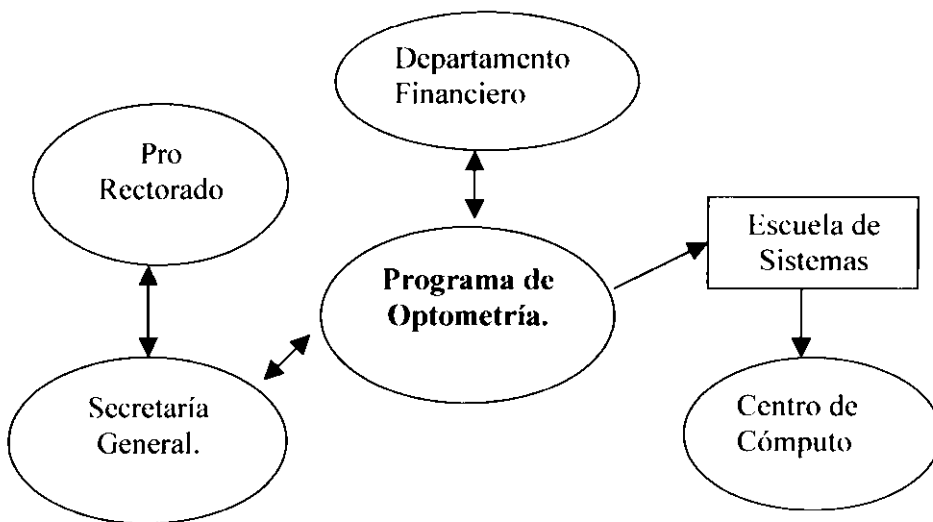 Departamento
Financiero
Pro
Rectorado
Escuela de
Sistemas
Programa de
Optometría.
Secretaría
General.
Centro de
Cómputo